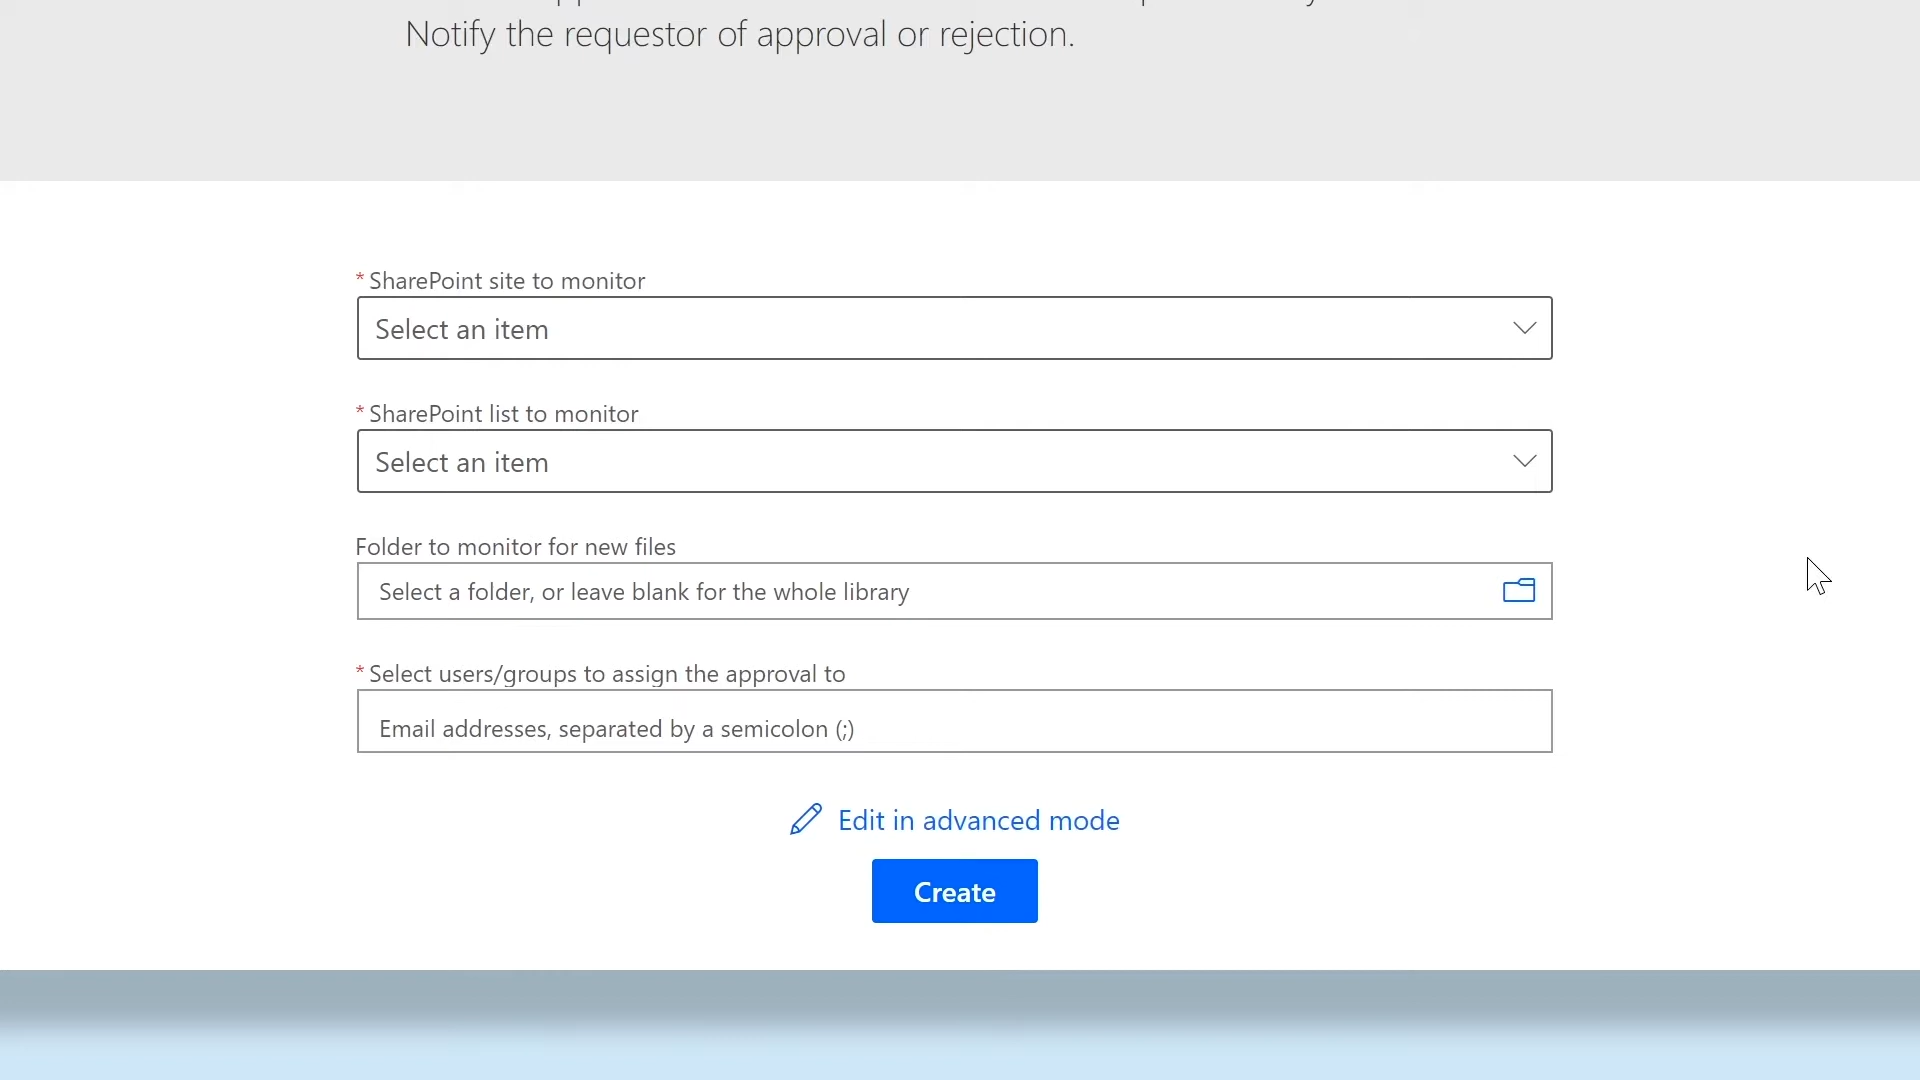 Notify the requestor of approval or rejection.
* SharePoint site to monitor
Select an item
* SharePoint list to monitor
Select an item
Folder to monitor for new files
Select a folder, or leave blank for the whole library
* Select users/groups to assign the approval to
Email addresses, separated by a semicolon (;)
Edit in advanced mode
Create